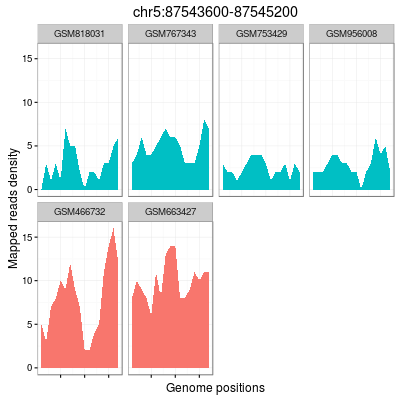 chr5:87543600-87545200
GSM818031 GSM767343 GSM753429 GSM956008
15
10
5
0
Mapped reads density
GSM466732 GSM663427
15
10
5
0
Genome positions